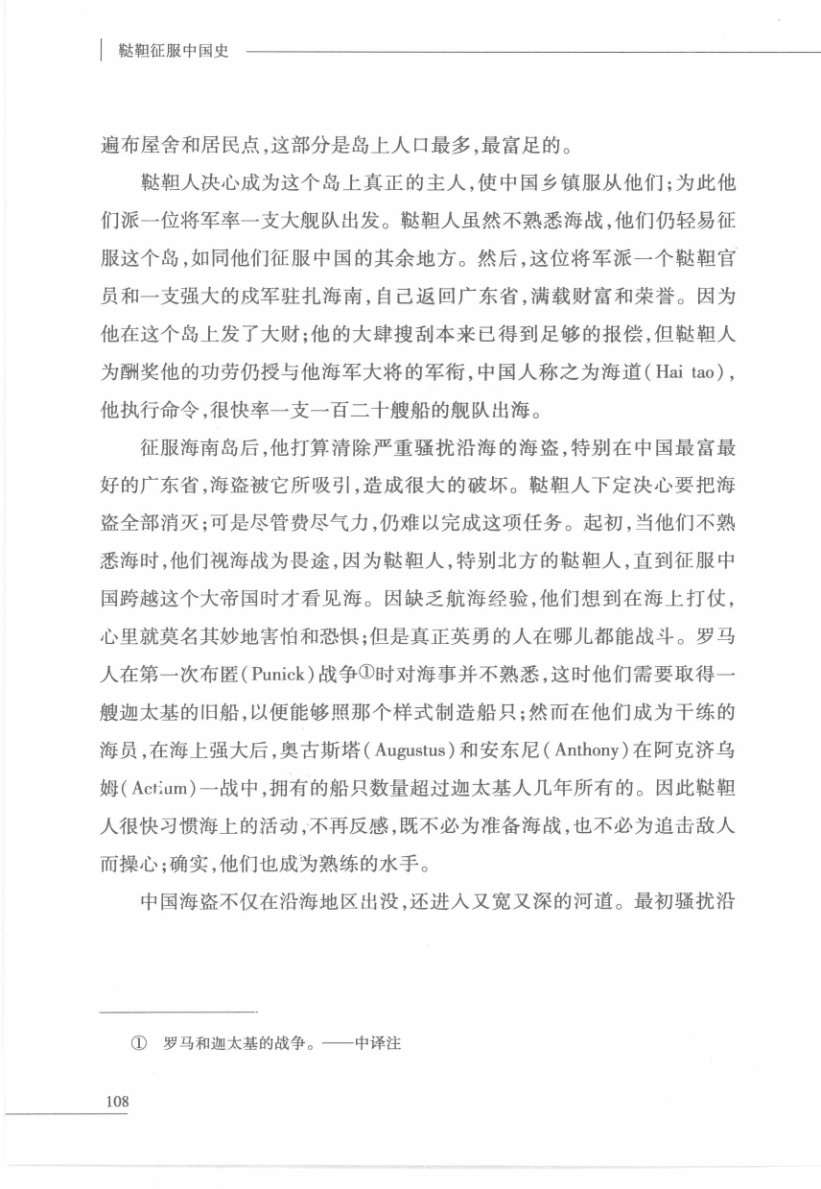 鞑靼征服中国史
遍布屋舍和居民点,这部分是岛上人口最多,最富足的。
鞑靼人决心成为这个岛上真正的主人,使中国乡镇服从他们;为此他
们派一位将军率一支大舰队出发。鞑靼人虽然不熟悉海战,他们仍轻易征
服这个岛,如同他们征服中国的其余地方。然后,这位将军派一个鞑靼官
员和一支强大的戍军驻扎海南,自己返回广东省,满载财富和荣誉。因为
他在这个岛上发了大财;他的大肆搜刮本来已得到足够的报偿,但鞑靼人
为酬奖他的功劳仍授与他海军大将的军衔,中国人称之为海道(Hai tao),
他执行命令,很快率一支一百二十艘船的舰队出海。
征服海南岛后,他打算清除严重骚扰沿海的海盗,特别在中国最富最
好的广东省,海盗被它所吸引,造成很大的破坏。鞑靼人下定决心要把海
盗全部消灭;可是尽管费尽气力,仍难以完成这项任务。起初,当他们不熟
悉海时,他们视海战为畏途,因为鞑靼人,特别北方的鞑靼人,直到征服中
国跨越这个大帝国时才看见海。因缺乏航海经验,他们想到在海上打仗,
心里就莫名其妙地害怕和恐惧;但是真正英勇的人在哪儿都能战斗。罗马
人在第一次布匿(Punick)战争①时对海事并不熟悉,这时他们需要取得一
艘迦太基的旧船,以便能够照那个样式制造船只;然而在他们成为干练的
海员,在海上强大后,奥古斯塔(Augustus)和安东尼(Anthony)在阿克济乌
姆(Actium)一战中,拥有的船只数量超过迦太基人几年所有的。因此鞑靼
人很快习惯海上的活动,不再反感,既不必为准备海战,也不必为追击敌人
而操心;确实,他们也成为熟练的水手。
中国海盗不仅在沿海地区出没,还进入又宽又深的河道。最初骚扰沿
① 罗马和迦太基的战争。——中译注
108